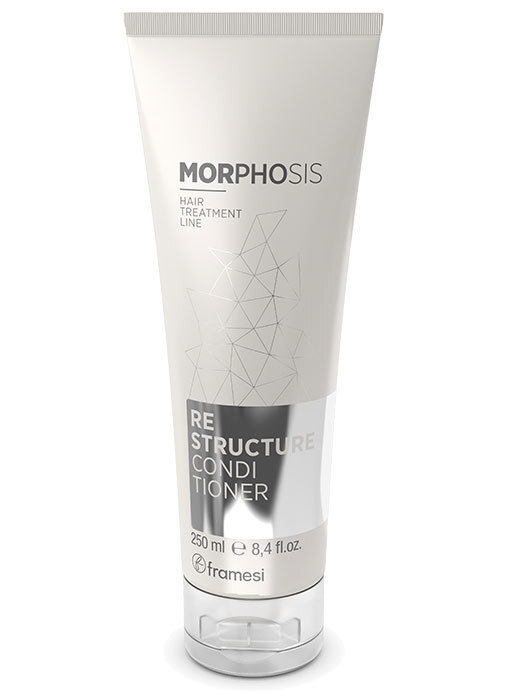 MORPHOSIS
HAIR
TREATMENT
LINE
RE
STRUCTURE
CONDI
TIONER
250 ml ℮ 8,4 fl.oz.
framesi